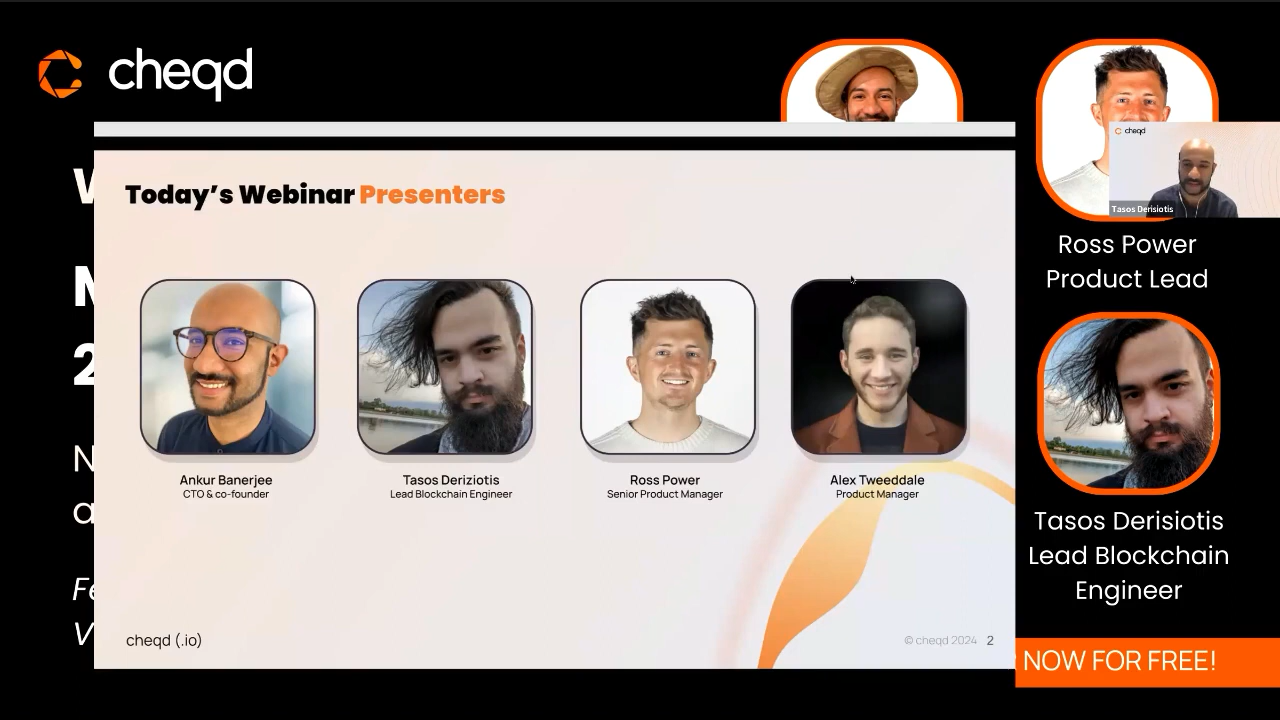 cheqd
cheqd
Tasos Derisiotis
Today's Webinar Presenters
Ankur Banerjee
CTO & co-founder
Tasos Deriziotis
Lead Blockchain Engineer
Ross Power
Senior Product Manager
Alex Tweeddale
Product Manager
cheqd (.io)
© cheqd 2024 2
Ross Power
Product Lead
Tasos Derisiotis
Lead Blockchain
Engineer
NOW FOR FREE!